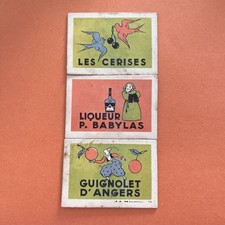 LES CERISES
LIQUEUR
P. BABYLAS
GUIGNOLET
D'ANGERS